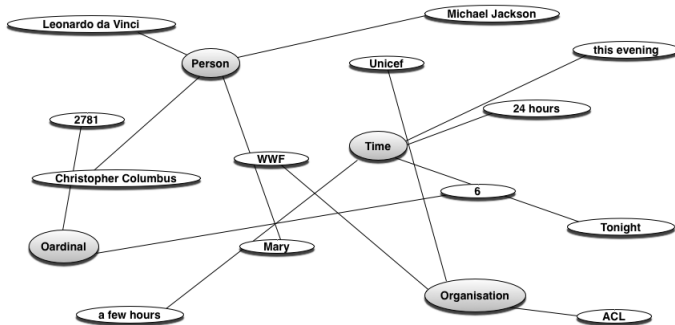 Leonardo da Vinci
Michael Jackson
Person
Unicef
this evening
2781
24 hours
Time
WWF
Christopher Columbus
6
Oardinal
Mary
Tonight
Organisation
a few hours
ACL